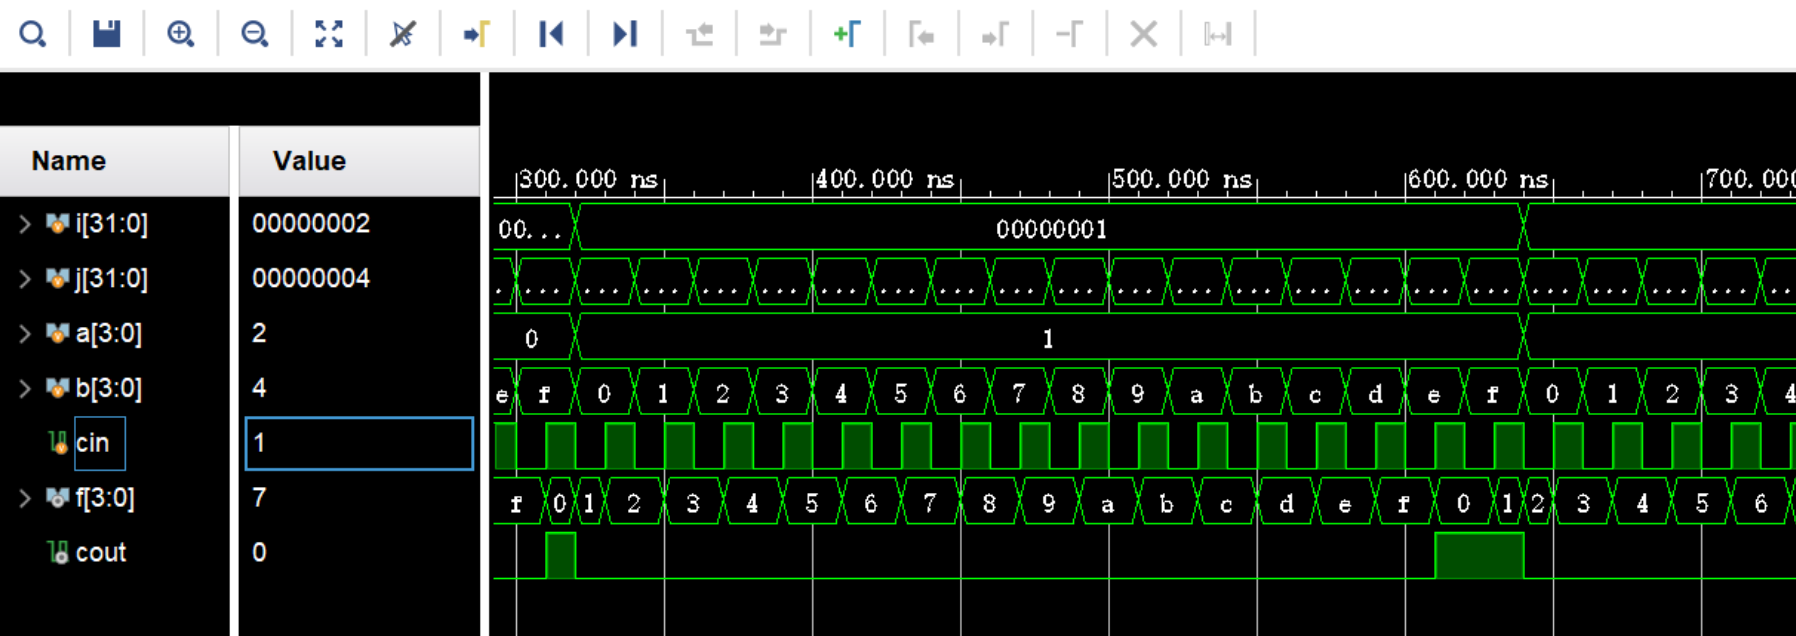 Name Value
300.000 ns 400.000 ns 500.000 ns 600.000 ns 700.000
i[31:0] 00000002 00... 00000001
j[31:0] 00000004 . ... ... ... ... ... ... ... ... ... ... ... ... ... ... ... ... ... ... ... ... ... ..
a[3:0] 2 0 1
b[3:0] 4 e f 0 1 2 3 4 5 6 7 8 9 a b c d e f 0 1 2 3 4
cin 1
f[3:0] 7 f 0 1 2 3 4 5 6 7 8 9 a b c d e f 0 1 2 3 4 5 6
cout 0